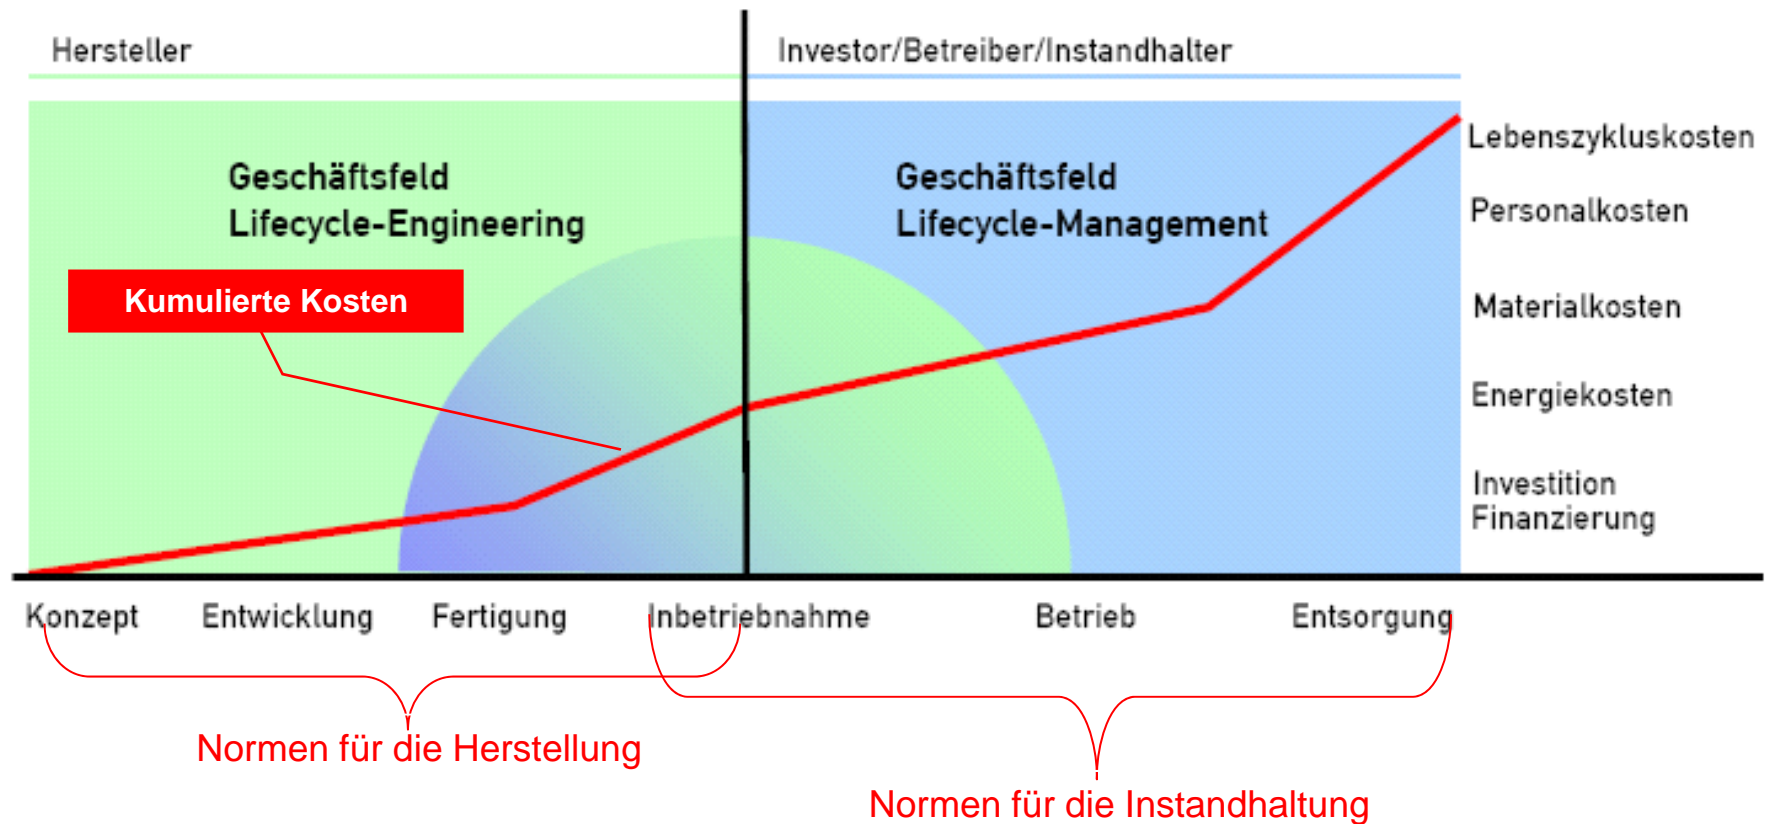 Hersteller
Investor/Betreiber/Instandhalter
Geschäftsfeld
Lifecycle-Engineering
Geschäftsfeld
Lifecycle-Management
Kumulierte Kosten
Lebenszykluskosten
Personalkosten
Materialkosten
Energiekosten
Investition
Finanzierung
Konzept
Entwicklung
Fertigung
Inbetriebnahme
Betrieb
Entsorgung
Normen für die Herstellung
Normen für die Instandhaltung